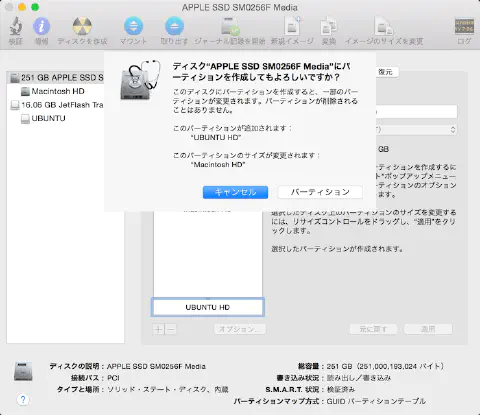 APPLE SSD SM0256F Media
検証
情報
ディスクを作成
マウント
取り出す
ジャーナル記録を開始
新規イメージ
変換
イメージのサイズを変更
ログ
251 GB APPLE SSD S
Macintosh HD
16.06 GB JetFlash Tra
UBUNTU
ディスク“APPLE SSD SM0256F Media”にパ
ーティションを作成してもよろしいですか？
このディスクにパーティションを作成すると、一部のパー
ティションが変更されます。パーティションが削除される
ことはありません。
このパーティションが追加されます：
“UBUNTU HD”
このパーティションのサイズが変更されます：
“Macintosh HD”
キャンセル
パーティション
復元
GB
ーティションを作成するに
ト”ポップアップメニュー
ーティションのオプション
ます。
選択したディスク上のパーティションのサイズを変更する
には、リサイズコントロールをドラッグし、“適用”をクリ
ックします。
選択したパーティションが作成されます。
UBUNTU HD
オプション...
元に戻す
適用
ディスクの説明：APPLE SSD SM0256F Media
接続バス：PCI
タイプと場所：ソリッド・ステート・ディスク、内蔵
総容量：251 GB（251,000,193,024 バイト）
書き込み状況：読み出し／書き込み
S.M.A.R.T. 状況：検証済み
パーティションマップ方式：GUID パーティションテーブル